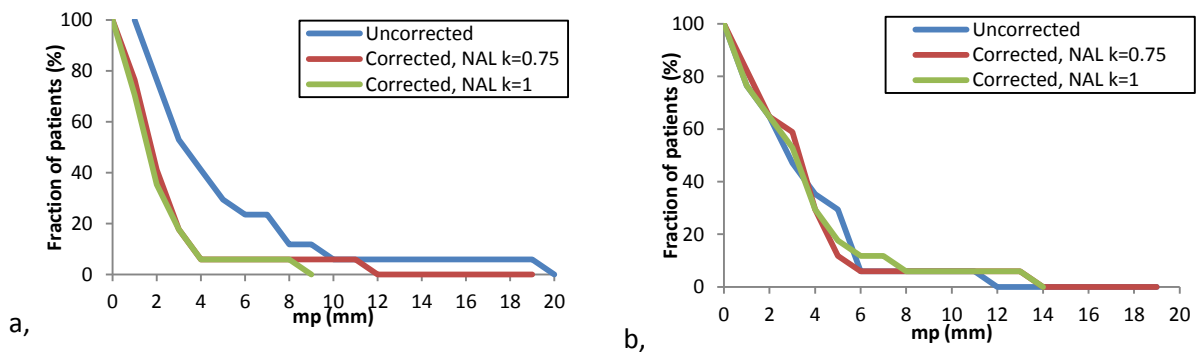 100
80
60
40
20
0
Fraction of patients (%)
Uncorrected
Corrected, NAL k=0.75
Corrected, NAL k=1
0 2 4 6 8 10 12 14 16 18 20
mp (mm)
a,
100
80
60
40
20
0
Fraction of patients (%)
Uncorrected
Corrected, NAL k=0.75
Corrected, NAL k=1
0 2 4 6 8 10 12 14 16 18 20
mp (mm)
b,